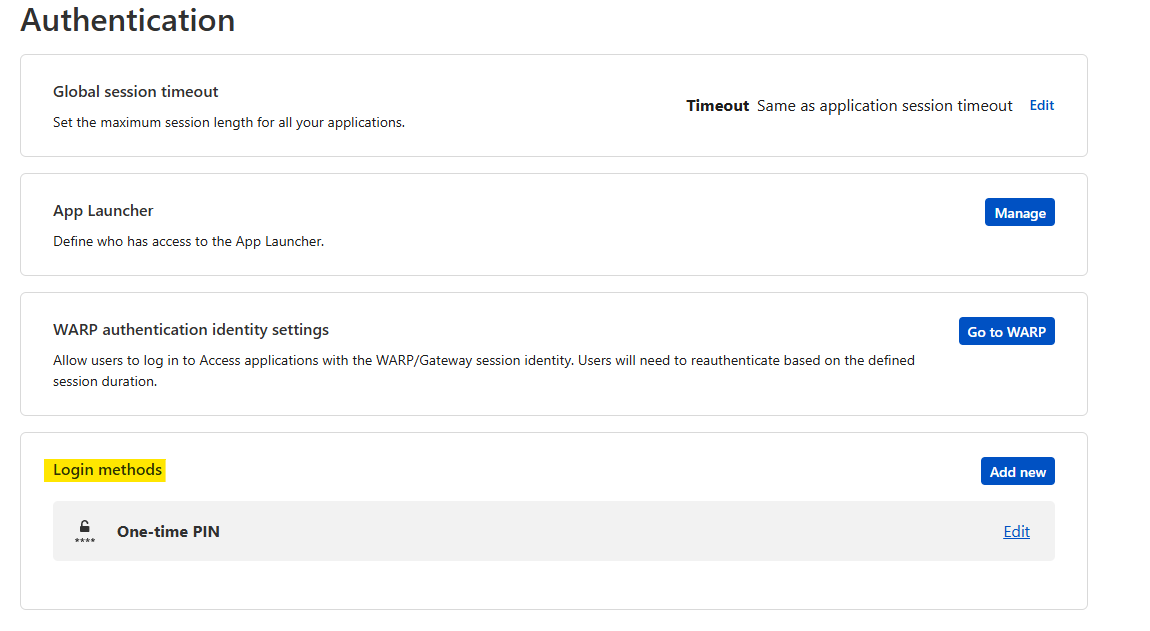 Authentication
Global session timeout
Set the maximum session length for all your applications.
Timeout Same as application session timeout Edit
App Launcher
Manage
Define who has access to the App Launcher.
WARP authentication identity settings
Go to WARP
Allow users to log in to Access applications with the WARP/Gateway session identity. Users will need to reauthenticate based on the defined
session duration.
Login methods
Add new
**** One-time PIN Edit